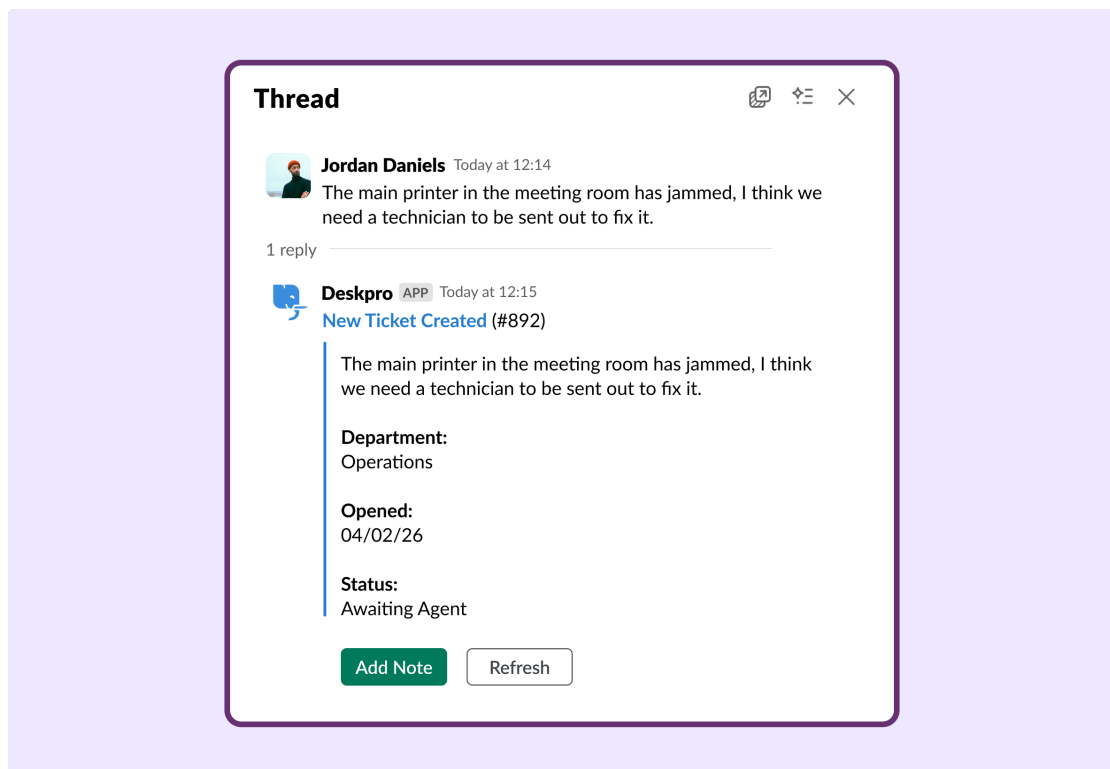 Thread
Jordan Daniels Today at 12:14
The main printer in the meeting room has jammed, I think we
need a technician to be sent out to fix it.
1 reply
Deskpro APP Today at 12:15
New Ticket Created (#892)
The main printer in the meeting room has jammed, I think
we need a technician to be sent out to fix it.
Department:
Operations
Opened:
04/02/26
Status:
Awaiting Agent
Add Note Refresh